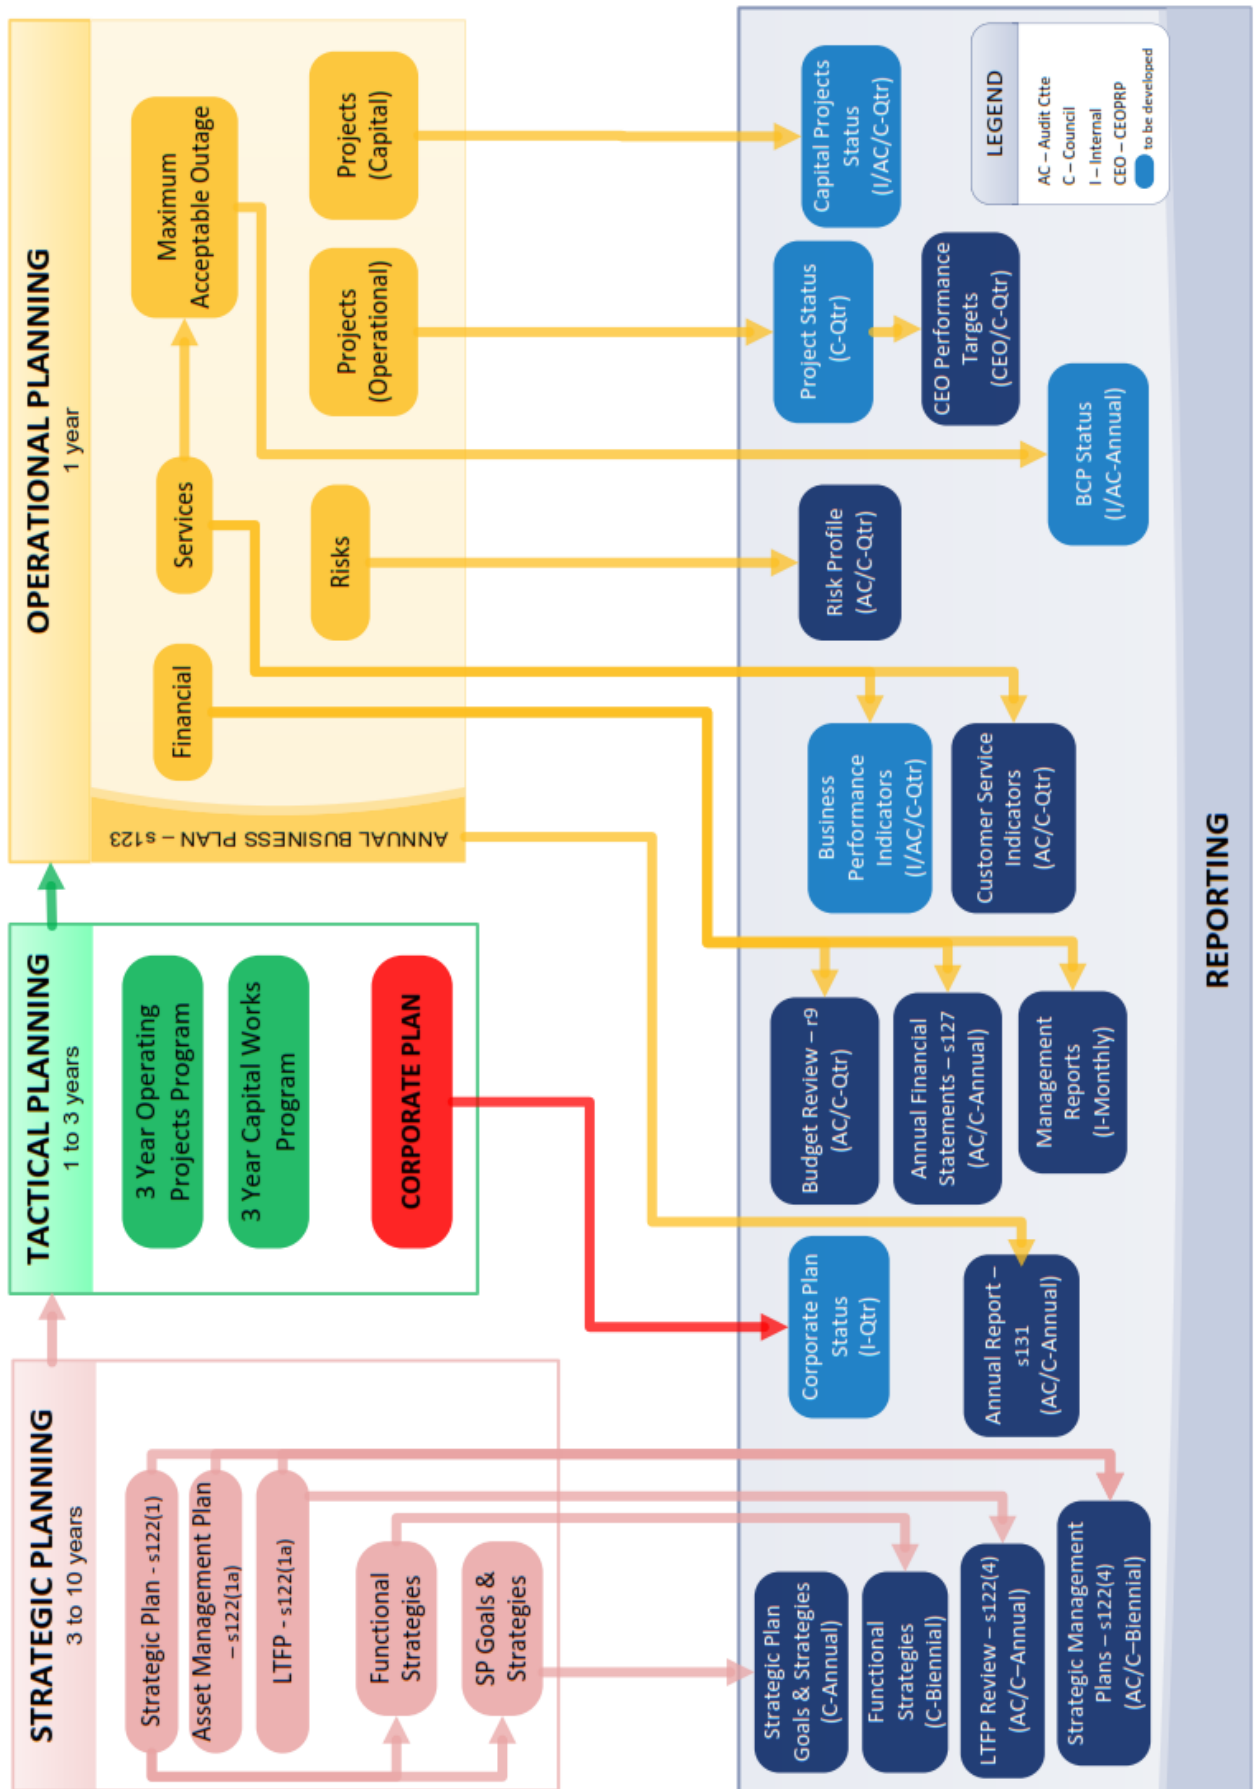 STRATEGIC PLANNING
3 to 10 years
Strategic Plan - s122(1)
Asset Management Plan
– s122(1a)
LTFP - s122(1a)
Functional
Strategies
SP Goals &
Strategies
TACTICAL PLANNING
1 to 3 years
3 Year Operating
Projects Program
3 Year Capital Works
Program
CORPORATE PLAN
OPERATIONAL PLANNING
1 year
ANNUAL BUSINESS PLAN – s123
Financial
Services
Maximum
Acceptable Outage
Risks
Projects
(Operational)
Projects
(Capital)
Strategic Plan
Goals & Strategies
(C-Annual)
Functional
Strategies
(C-Biennial)
LTFP Review – s122(4)
(AC/C–Annual)
Strategic Management
Plans – s122(4)
(AC/C–Biennial)
Corporate Plan
Status
(I-Qtr)
Annual Report –
s131
(AC/C-Annual)
Budget Review – r9
(AC/C-Qtr)
Annual Financial
Statements – s127
(AC/C-Annual)
Management
Reports
(I-Monthly)
Business
Performance
Indicators
(I/AC/C-Qtr)
Customer Service
Indicators
(AC/C-Qtr)
Risk Profile
(AC/C-Qtr)
BCP Status
(I/AC-Annual)
Project Status
(C-Qtr)
CEO Performance
Targets
(CEO/C-Qtr)
Capital Projects
Status
(I/AC/C-Qtr)
LEGEND
AC – Audit Ctte
C – Council
I – Internal
CEO – CEOPRP
to be developed
REPORTING